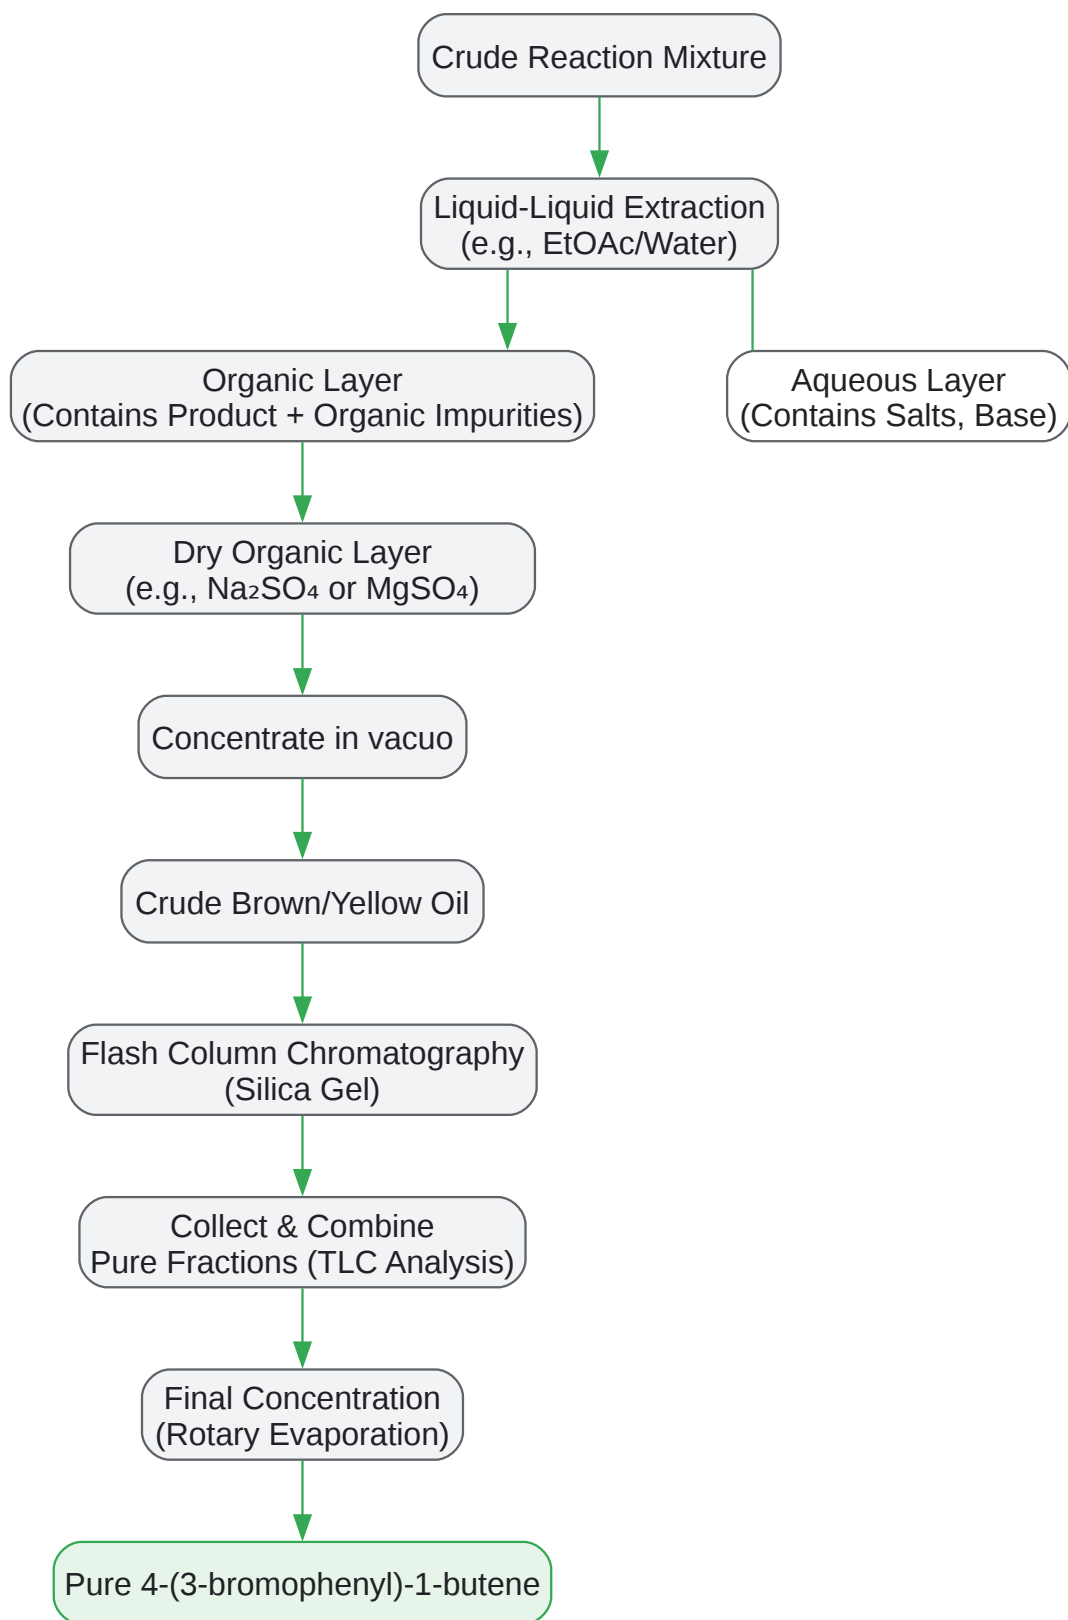 Crude Reaction Mixture
Liquid-Liquid Extraction
(e.g., EtOAc/Water)
Organic Layer
(Contains Product + Organic Impurities)
Aqueous Layer
(Contains Salts, Base)
Dry Organic Layer
(e.g., Na₂SO₄ or MgSO₄)
Concentrate in vacuo
Crude Brown/Yellow Oil
Flash Column Chromatography
(Silica Gel)
Collect & Combine
Pure Fractions (TLC Analysis)
Final Concentration
(Rotary Evaporation)
Pure 4-(3-bromophenyl)-1-butene